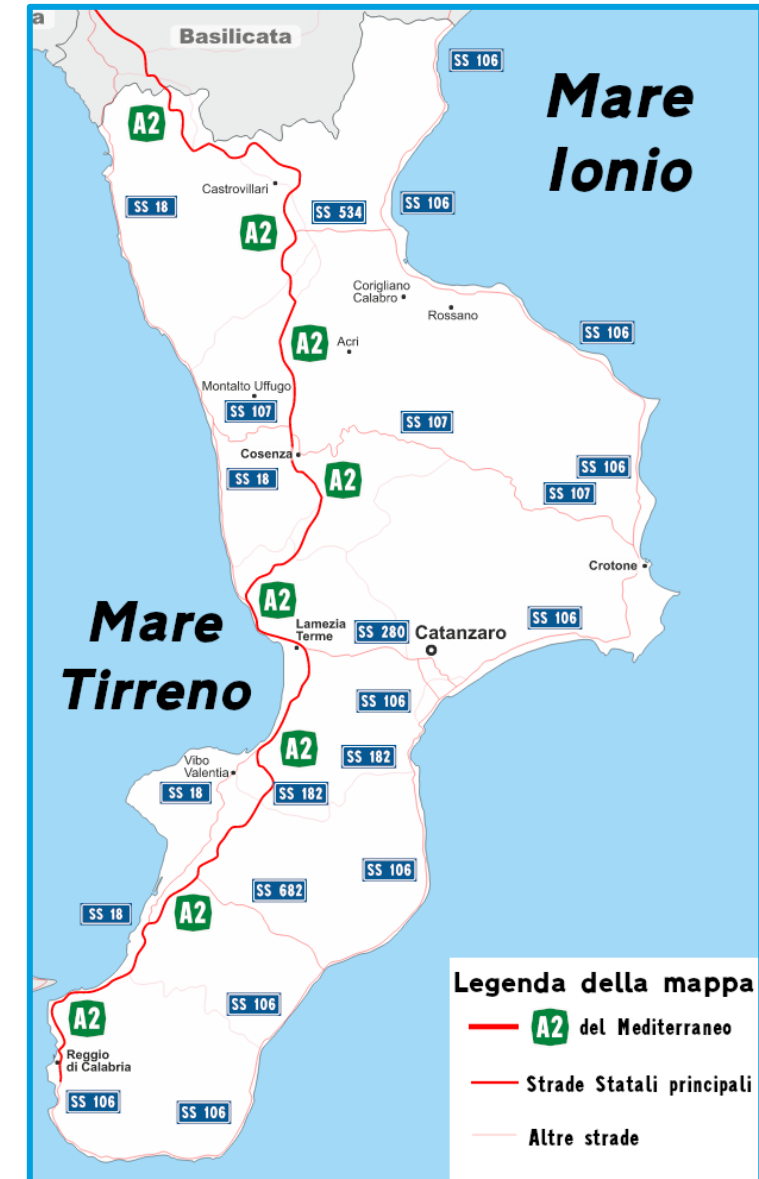 a
Basilicata
SS 106
Mare
Ionio
A2
Castrovillari
SS 18
SS 534
SS 106
A2
Corigliano
Calabro
Rossano
SS 106
A2
Acri
Montalto Uffugo
SS 107
SS 107
Cosenza
SS 18
A2
SS 106
SS 107
Crotone
A2
Mare
Tirreno
Lamezia
Terme
SS 280
Catanzaro
SS 106
SS 106
A2
SS 182
Vibo
Valentia
SS 18
SS 182
SS 106
SS 682
SS 18
A2
SS 106
A2
Reggio
di Calabria
SS 106
SS 106
Legenda della mappa
A2 del Mediterraneo
Strade Statali principali
Altre strade